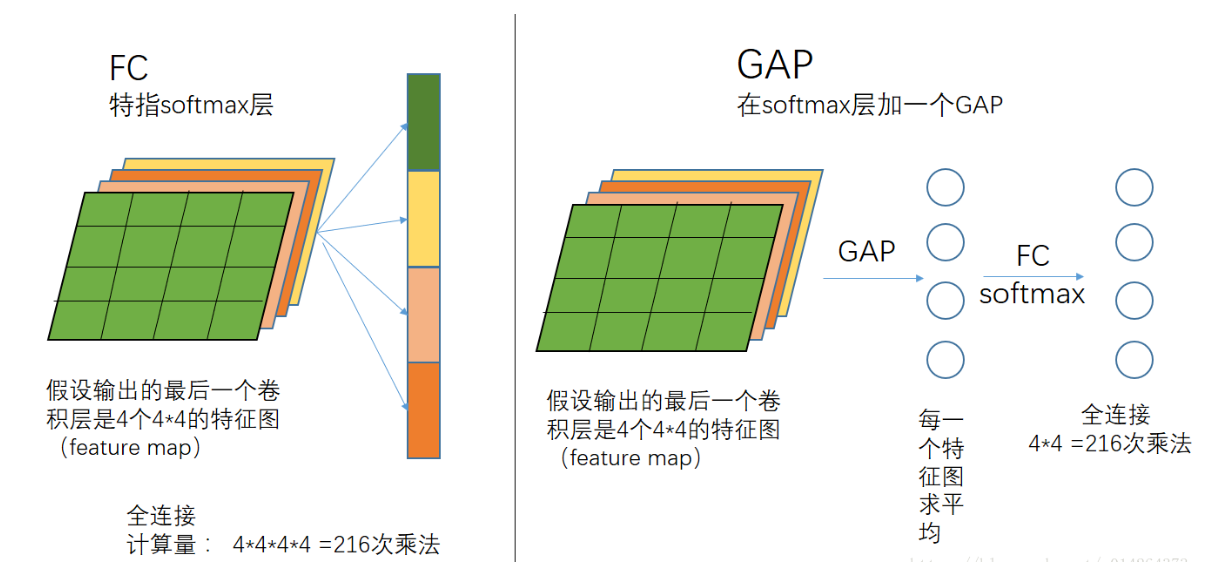 FC
特指softmax层
假设输出的最后一个卷
积层是4个4*4的特征图
（feature map）
全连接
计算量： 4*4*4*4 =216次乘法
GAP
在softmax层加一个GAP
GAP
FC
softmax
假设输出的最后一个卷
积层是4个4*4的特征图
（feature map）
每一
个特
征图
求平
均
全连接
4*4 =216次乘法